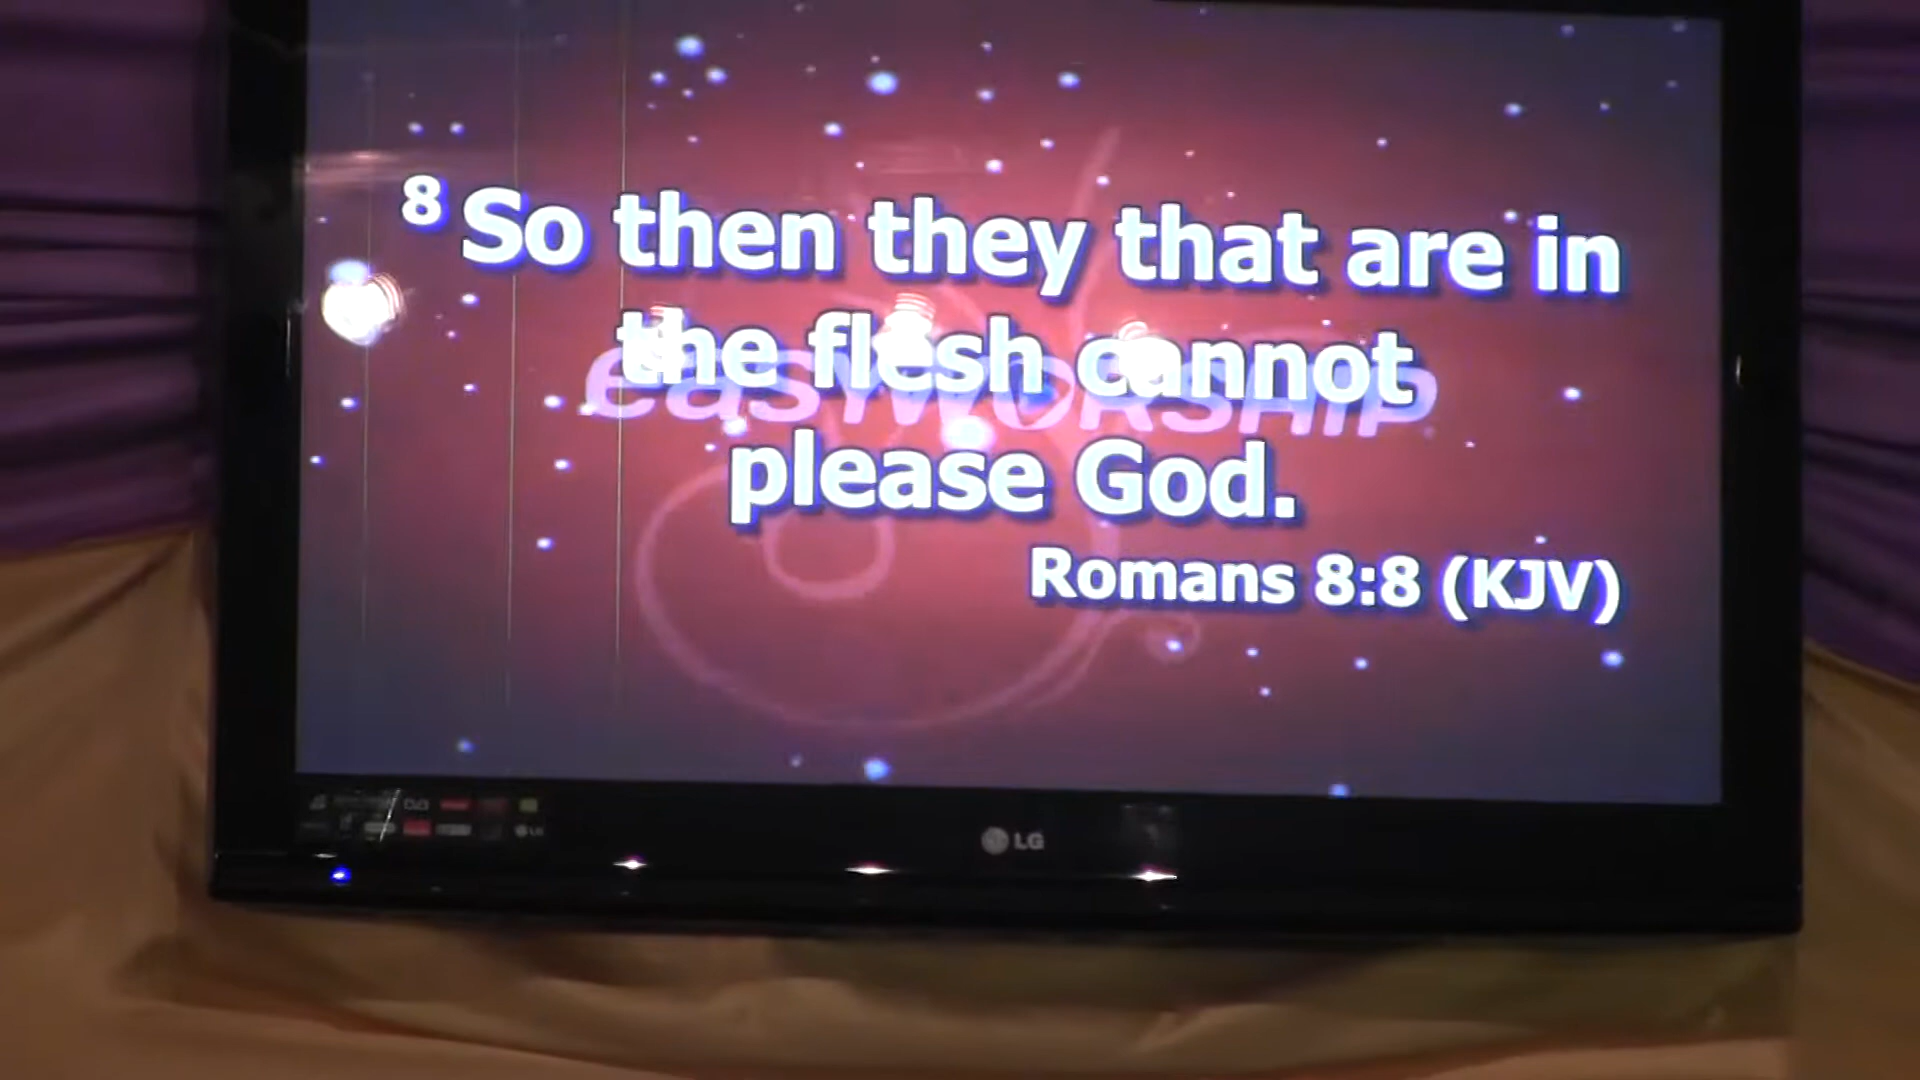 8 So then they that are in
the flesh cannot
easyworship
please God.
Romans 8:8 (KJV)
LG